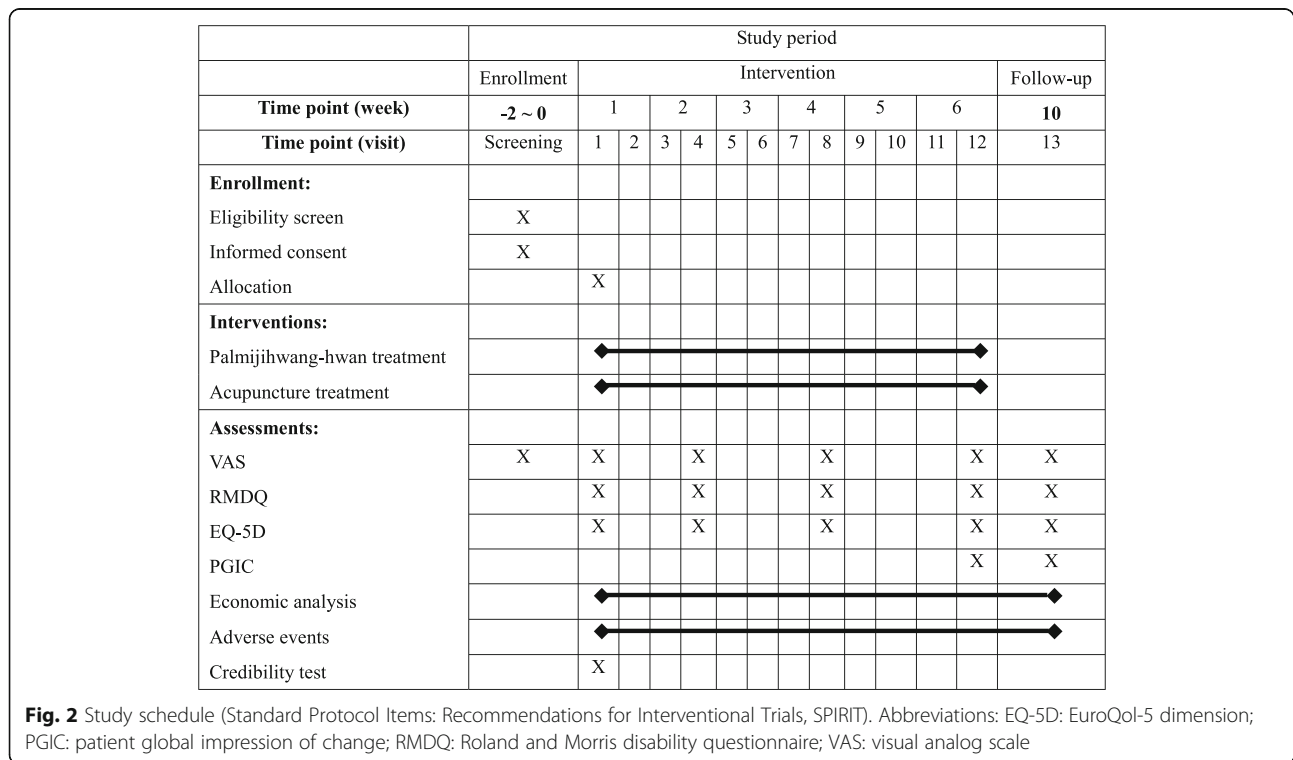 Study period
Enrollment Intervention Follow-up
Time point (week) -2 ~ 0 1 2 3 4 5 6 10
Time point (visit) Screening 1 2 3 4 5 6 7 8 9 10 11 12 13
Enrollment:
Eligibility screen X
Informed consent X
Allocation X
Interventions:
Palmijihwang-hwan treatment
Acupuncture treatment
Assessments:
VAS X X X X X X
RMDQ X X X X X
EQ-5D X X X X X
PGIC X X
Economic analysis
Adverse events
Credibility test X
Fig. 2 Study schedule (Standard Protocol Items: Recommendations for Interventional Trials, SPIRIT). Abbreviations: EQ-5D: EuroQol-5 dimension;
PGIC: patient global impression of change; RMDQ: Roland and Morris disability questionnaire; VAS: visual analog scale